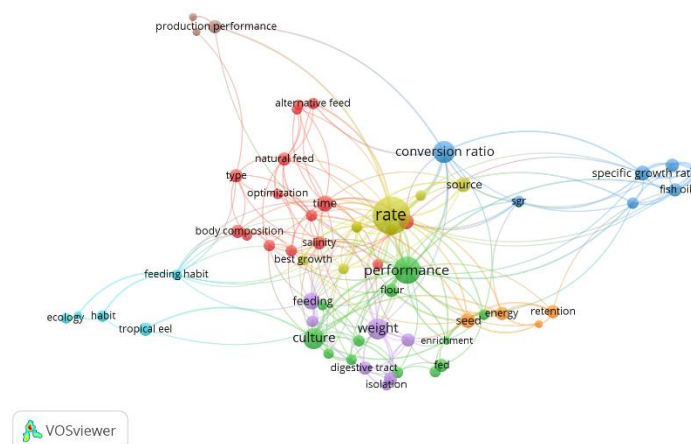 production performance
alternative feed
conversion ratio
natural feed
specific growth rat
type
source
fish oil
optimization
sgr
time
rate
body composition
salinity
best growth
performance
feeding habit
flour
feeding
energy
retention
ecology
habit
seed
tropical eel
weight
culture
enrichment
digestive tract
fed
isolation
VOSviewer